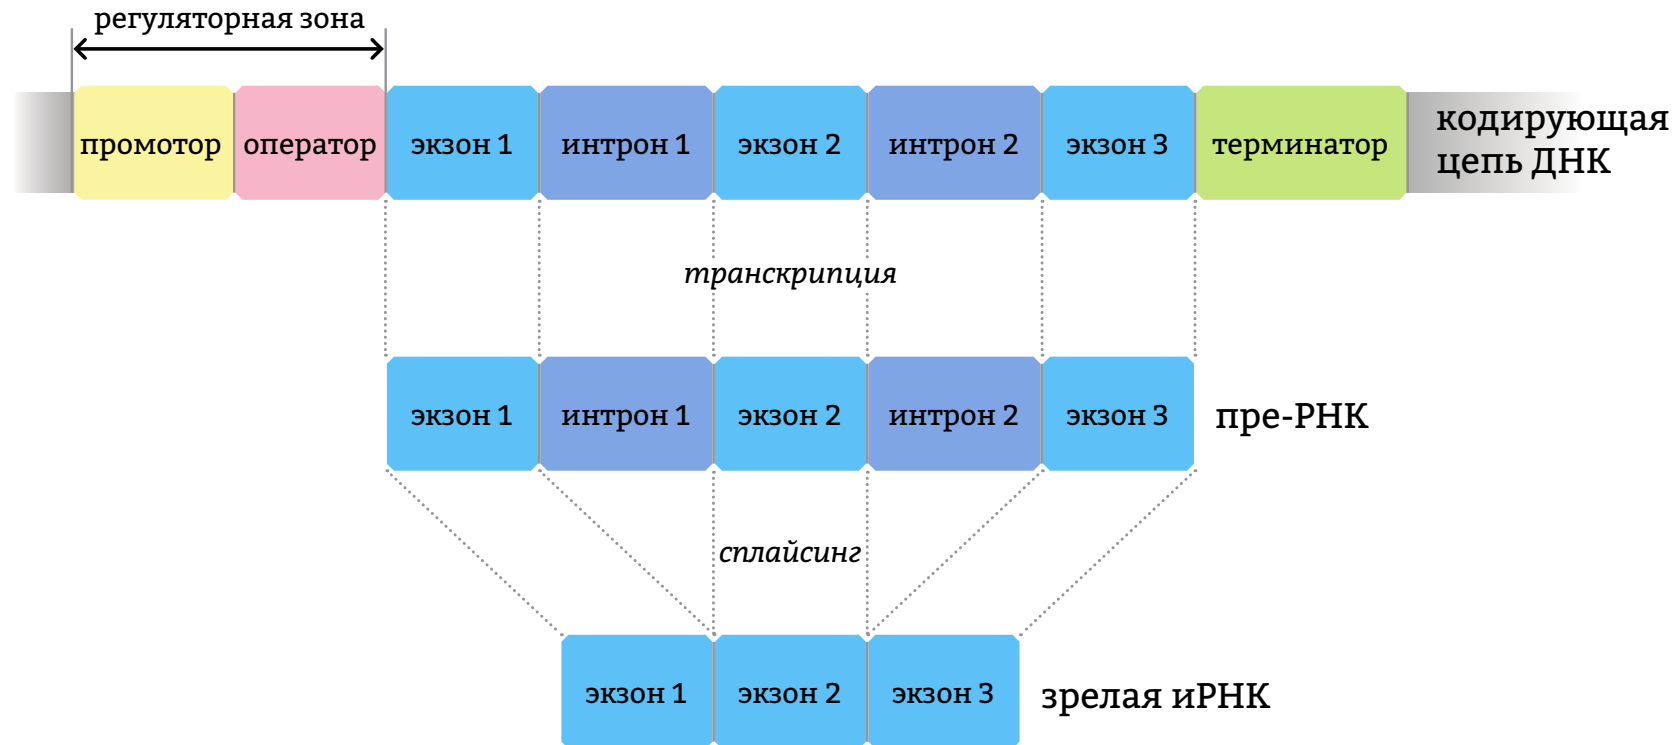 регуляторная зона
промотор
оператор
экзон 1
интрон 1
экзон 2
интрон 2
экзон 3
терминатор
кодирующая
цепь ДНК
транскрипция
экзон 1
интрон 1
экзон 2
интрон 2
экзон 3
пре-РНК
сплайсинг
экзон 1
экзон 2
экзон 3
зрелая иРНК